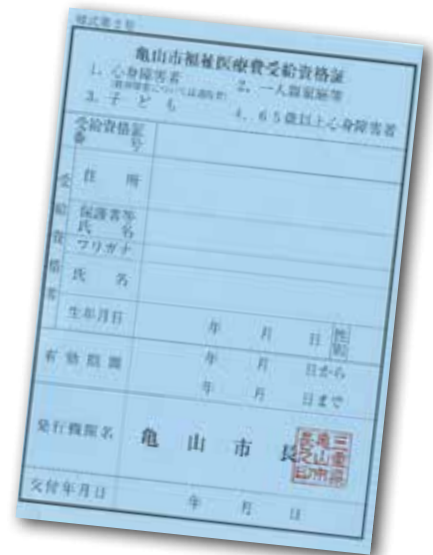 様式第2号
亀山市福祉医療費受給資格証
1. 心身障害者 2. 一人親家庭等
3. 子ども 4. 65歳以上心身障害者
受給資格証番号
受給資格者
住所
保護者等氏名
フリガナ
氏名
生年月日 年 月 日 性別
有効期間 年 月 日から
年 月 日まで
発行機関名 亀山市長
三重県亀山市長之印
交付年月日 年 月 日